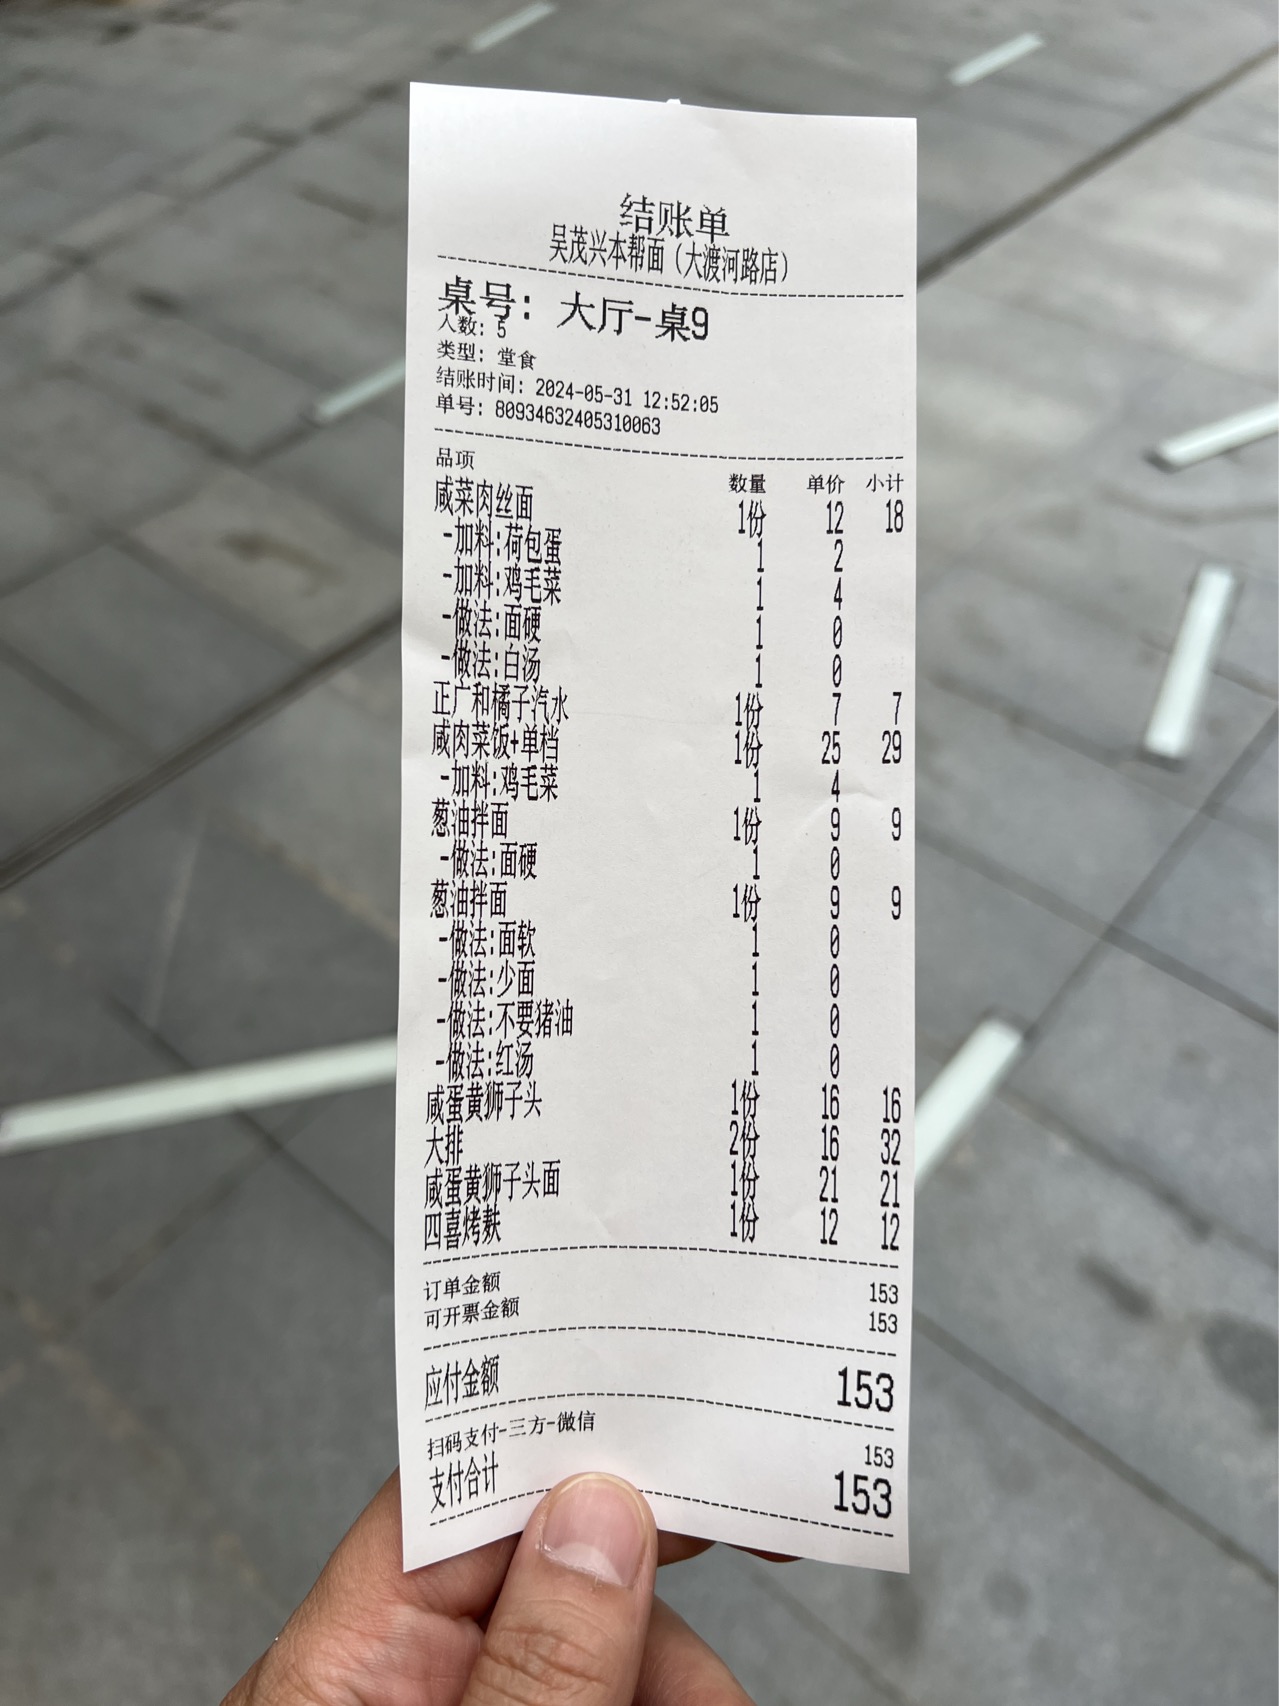 结账单
吴茂兴本帮面(大渡河路店)
桌号: 大厅-桌9
人数: 5
类型: 堂食
结账时间: 2024-05-31 12:52:05
单号: 80934632405310063
品项 数量 单价 小计
咸菜肉丝面 1份 12 18
-加料:荷包蛋 1 2
-加料:鸡毛菜 1 4
-做法:面硬 1 0
-做法:白汤 1 0
正广和橘子汽水 1份 7 7
咸肉菜饭+单档 1份 25 29
-加料:鸡毛菜 1 4
葱油拌面 1份 9 9
-做法:面硬 1 0
葱油拌面 1份 9 9
-做法:面软 1 0
-做法:少面 1 0
-做法:不要猪油 1 0
-做法:红汤 1 0
咸蛋黄狮子头 1份 16 16
大排 2份 16 32
咸蛋黄狮子头面 1份 21 21
四喜烤麸 1份 12 12
订单金额 153
可开票金额 153
应付金额 153
扫码支付-三方-微信 153
支付合计 153